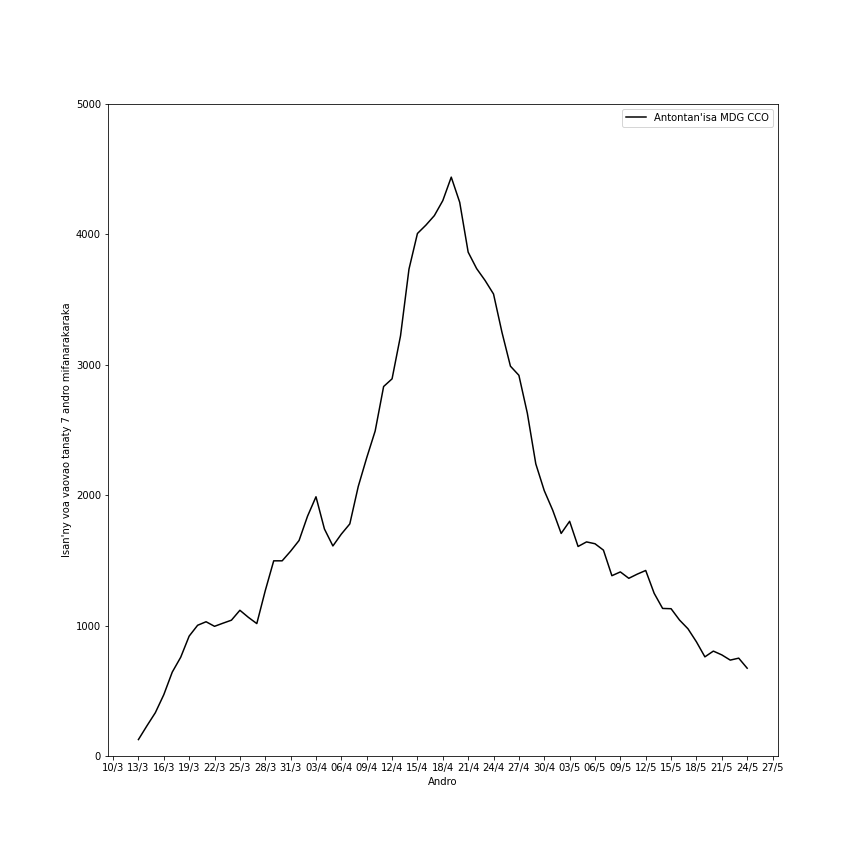 Antontan'isa MDG CCO
Isan'ny voa vaovao tanaty 7 andro mifanarakaraka
5000
4000
3000
2000
1000
0
10/3 13/3 16/3 19/3 22/3 25/3 28/3 31/3 03/4 06/4 09/4 12/4 15/4 18/4 21/4 24/4 27/4 30/4 03/5 06/5 09/5 12/5 15/5 18/5 21/5 24/5 27/5
Andro